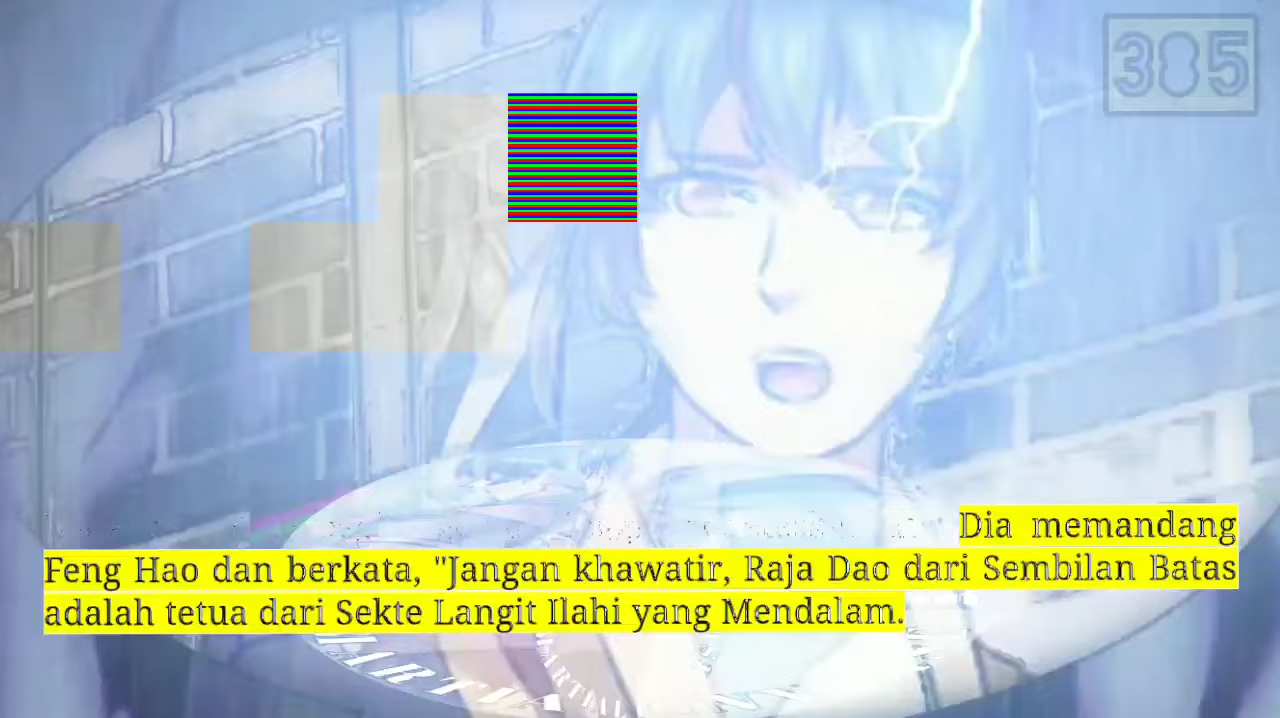 305
Dia memandang
Feng Hao dan berkata, "Jangan khawatir, Raja Dao dari Sembilan Batas
adalah tetua dari Sekte Langit Ilahi yang Mendalam.